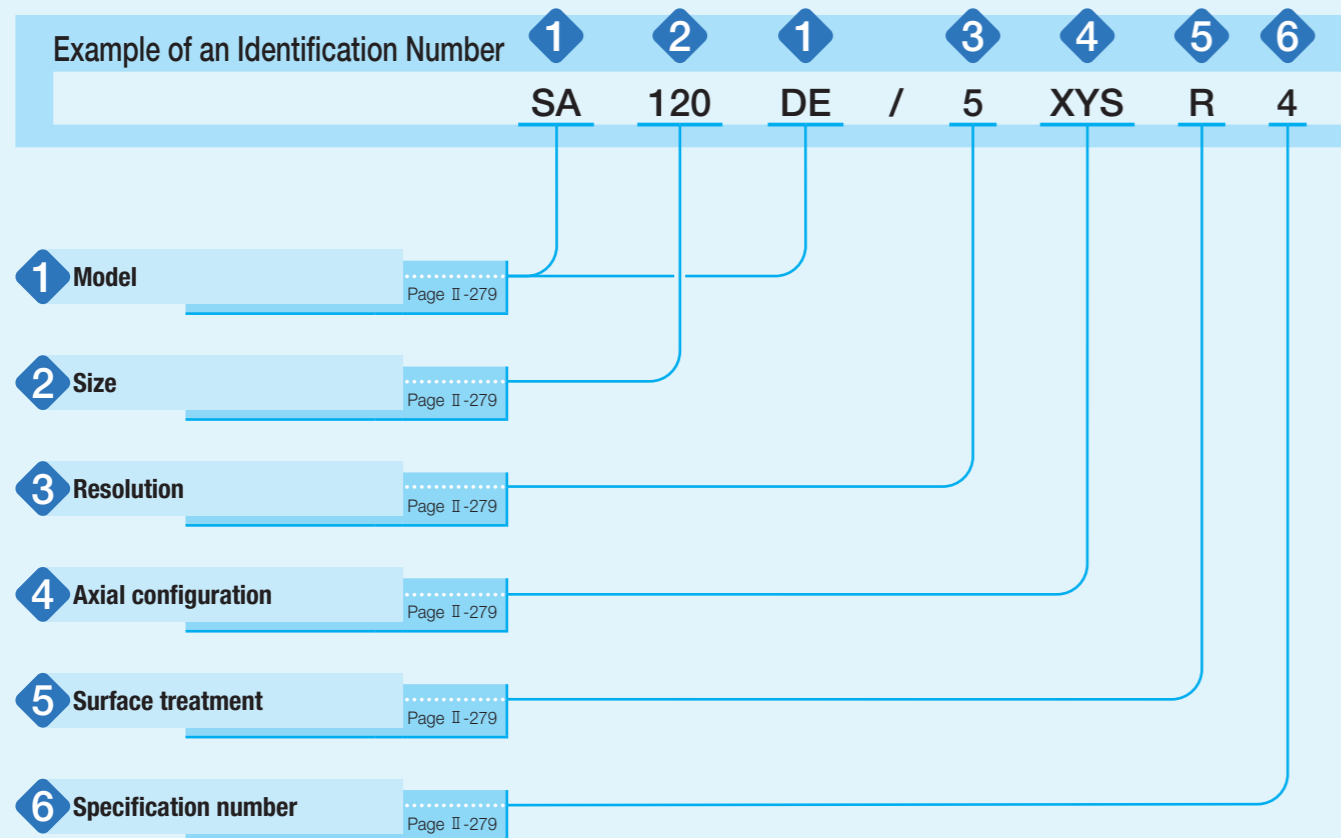 Example of an Identification Number
1 2 1 3 4 5 6
SA 120 DE / 5 XYS R 4
1 Model
Page Ⅱ-279
2 Size
Page Ⅱ-279
3 Resolution
Page Ⅱ-279
4 Axial configuration
Page Ⅱ-279
5 Surface treatment
Page Ⅱ-279
6 Specification number
Page Ⅱ-279